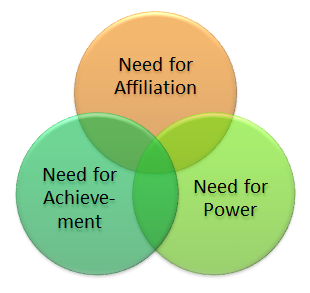 Need for
Affiliation
Need for
Achieve-
ment
Need for
Power